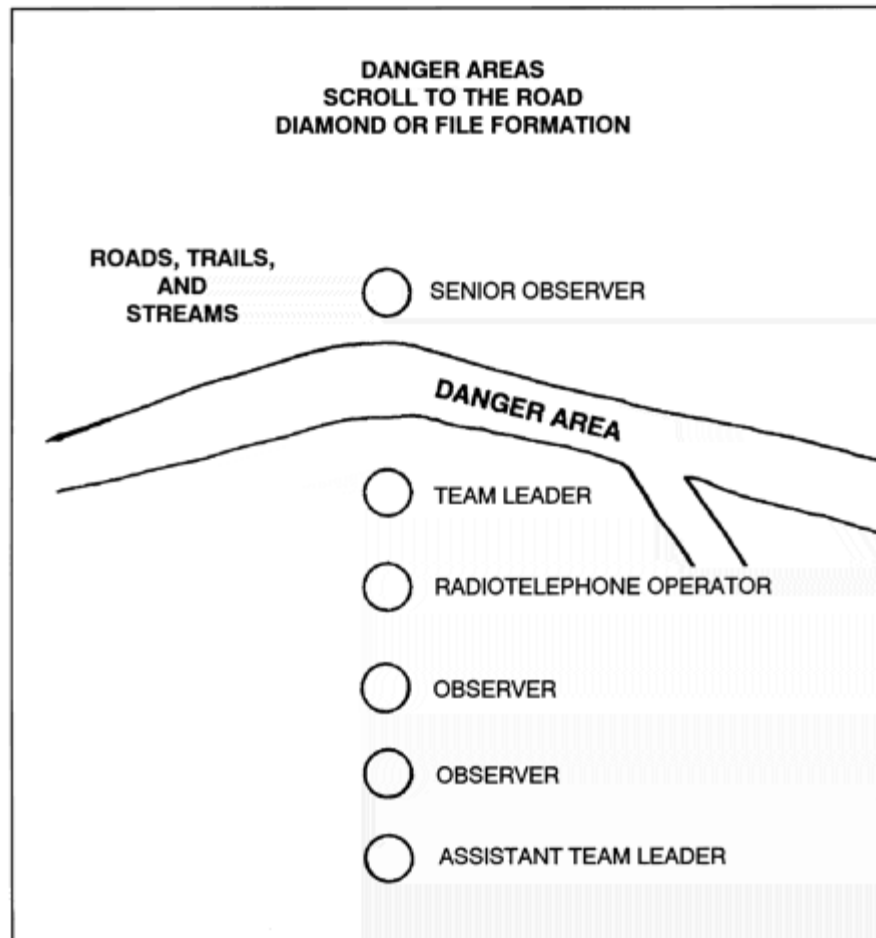 DANGER AREAS
SCROLL TO THE ROAD
DIAMOND OR FILE FORMATION
ROADS, TRAILS,
AND
STREAMS
SENIOR OBSERVER
DANGER AREA
TEAM LEADER
RADIOTELEPHONE OPERATOR
OBSERVER
OBSERVER
ASSISTANT TEAM LEADER